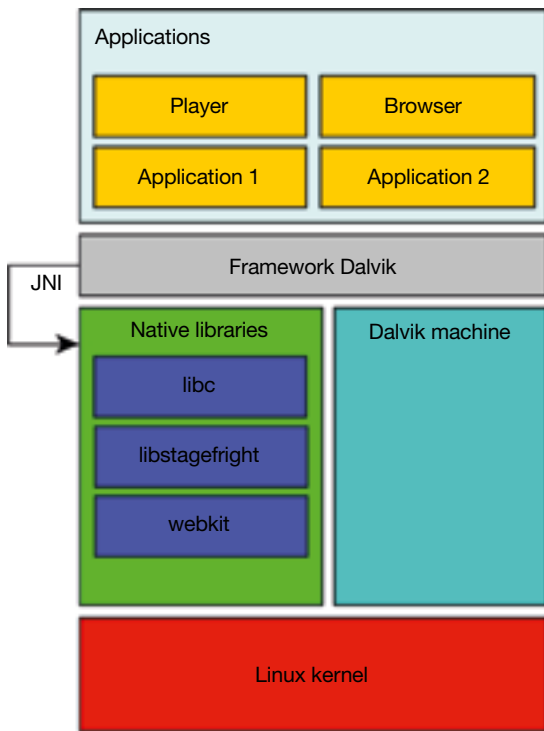 Applications
Player
Browser
Application 1
Application 2
Framework Dalvik
JNI
Native libraries
Dalvik machine
libc
libstagefright
webkit
Linux kernel